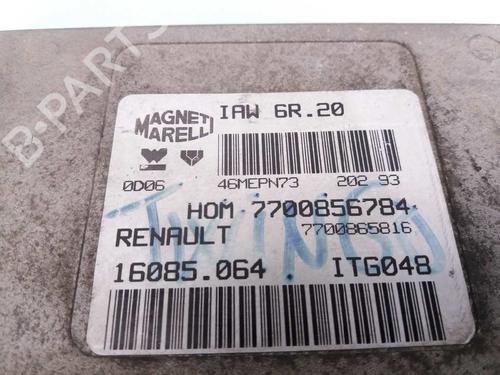 B-PARTS
MAGNETI MARELLI
IAW 6R.20
0D06 46MEPN73 202 93
HOM 7700856784
RENAULT 7700865816
TWINGO
16085.064 ITG048